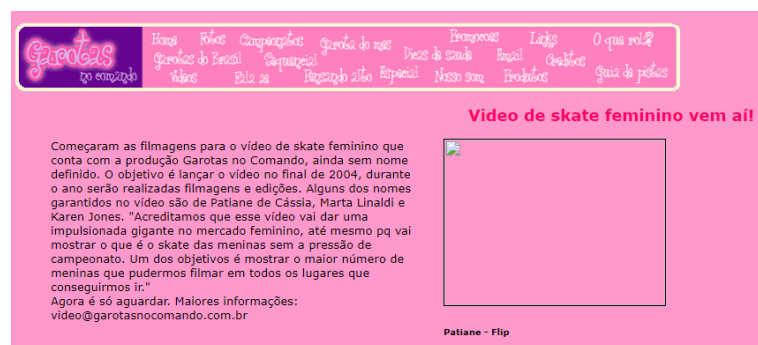 Garotas
no comando
Home Fotos Campeonatos Garota do mes Promocoes Links O que rola?
Garotas do Brasil Sequencial Dicas de saude Email Creditos
Videos Fala ae Pensando alto Especial Nosso som Produtos Guia de pistas
Video de skate feminino vem aí!
Começaram as filmagens para o vídeo de skate feminino que
conta com a produção Garotas no Comando, ainda sem nome
definido. O objetivo é lançar o vídeo no final de 2004, durante
o ano serão realizadas filmagens e edições. Alguns dos nomes
garantidos no vídeo são de Patiane de Cássia, Marta Linaldi e
Karen Jones. "Acreditamos que esse vídeo vai dar uma
impulsionada gigante no mercado feminino, até mesmo pq vai
mostrar o que é o skate das meninas sem a pressão de
campeonato. Um dos objetivos é mostrar o maior número de
meninas que pudermos filmar em todos os lugares que
conseguirmos ir."
Agora é só aguardar. Maiores informações:
video@garotasnocomando.com.br
Patiane - Flip